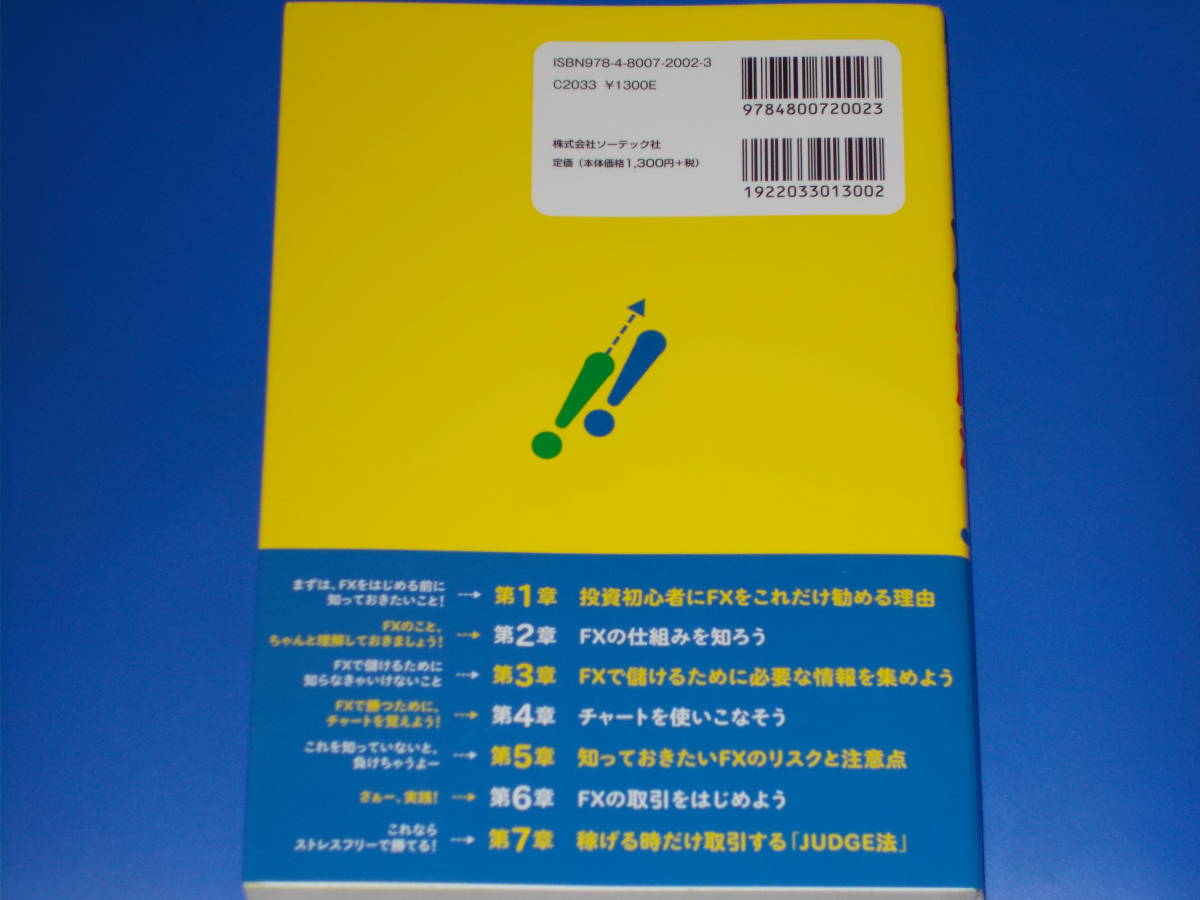 ISBN978-4-8007-2002-3
C2033 ¥1300E
9784800720023
株式会社ソーテック社
定価（本体価格1,300円+税）
1922033013002
まずは、FXをはじめる前に
知っておきたいこと！
第1章 投資初心者にFXをこれだけ勧める理由
FXのこと、
ちゃんと理解しておきましょう！
第2章 FXの仕組みを知ろう
FXで儲けるために
知らなきゃいけないこと
第3章 FXで儲けるために必要な情報を集めよう
FXで勝つために、
チャートを覚えよう！
第4章 チャートを使いこなそう
これを知っていないと、
負けちゃうよー
第5章 知っておきたいFXのリスクと注意点
さぁー、実践！
第6章 FXの取引をはじめよう
これなら
ストレスフリーで勝てる！
第7章 稼げる時だけ取引する「JUDGE法」